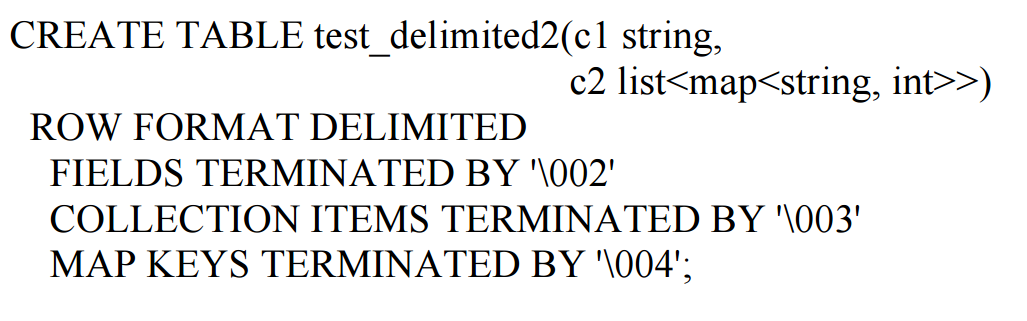 CREATE TABLE test_delimited2(c1 string,
c2 list<map<string, int>>)
ROW FORMAT DELIMITED
FIELDS TERMINATED BY '\002'
COLLECTION ITEMS TERMINATED BY '\003'
MAP KEYS TERMINATED BY '\004';